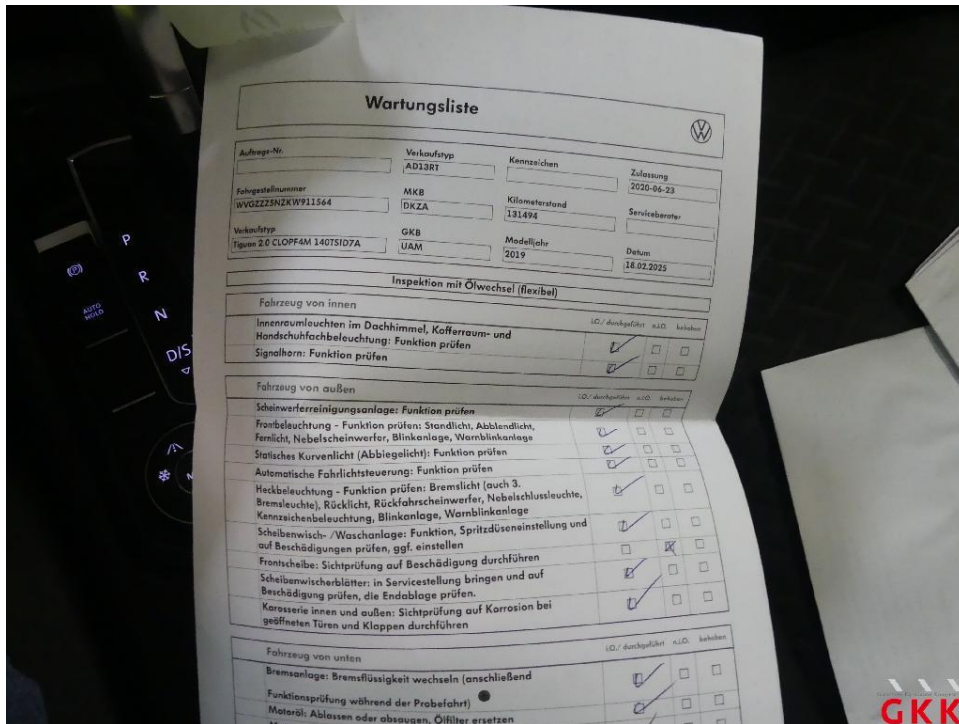 Wartungsliste
Auftrags-Nr.
Verkaufstyp
AD13RT
Kennzeichen
Zulassung
2020-06-23
Fahrgestellnummer
WVGZZZ5NZKW911564
MKB
DKZA
Kilometerstand
131494
Serviceberater
Verkaufstyp
Tiguan 2.0 CLOPF4M 140TSID7A
GKB
UAM
Modelljahr
2019
Datum
18.02.2025
Inspektion mit Ölwechsel (flexibel)
Fahrzeug von innen
i.O./ durchgeführt n.i.O. behoben
Innenraumleuchten im Dachhimmel, Kofferraum- und
Handschuhfachbeleuchtung: Funktion prüfen
Signalhorn: Funktion prüfen
Fahrzeug von außen
i.O./ durchgeführt n.i.O. behoben
Scheinwerferreinigungsanlage: Funktion prüfen
Frontbeleuchtung - Funktion prüfen: Standlicht, Abblendlicht,
Fernlicht, Nebelscheinwerfer, Blinkanlage, Warnblinkanlage
Statisches Kurvenlicht (Abbiegelicht): Funktion prüfen
Automatische Fahrlichtsteuerung: Funktion prüfen
Heckbeleuchtung - Funktion prüfen: Bremslicht (auch 3.
Bremsleuchte), Rücklicht, Rückfahrscheinwerfer, Nebelschlussleuchte,
Kennzeichenbeleuchtung, Blinkanlage, Warnblinkanlage
Scheibenwisch- /Waschanlage: Funktion, Spritzdüseneinstellung und
auf Beschädigungen prüfen, ggf. einstellen
Frontscheibe: Sichtprüfung auf Beschädigung durchführen
Scheibenwischerblätter: in Servicestellung bringen und auf
Beschädigung prüfen, die Endablage prüfen.
Karosserie innen und außen: Sichtprüfung auf Korrosion bei
geöffneten Türen und Klappen durchführen
Fahrzeug von unten
i.O./ durchgeführt n.i.O. behoben
Bremsanlage: Bremsflüssigkeit wechseln (anschließend
Funktionsprüfung während der Probefahrt)
Motoröl: Ablassen oder absaugen, Ölfilter ersetzen
P
R
N
D/S
AUTO
HOLD
GKK